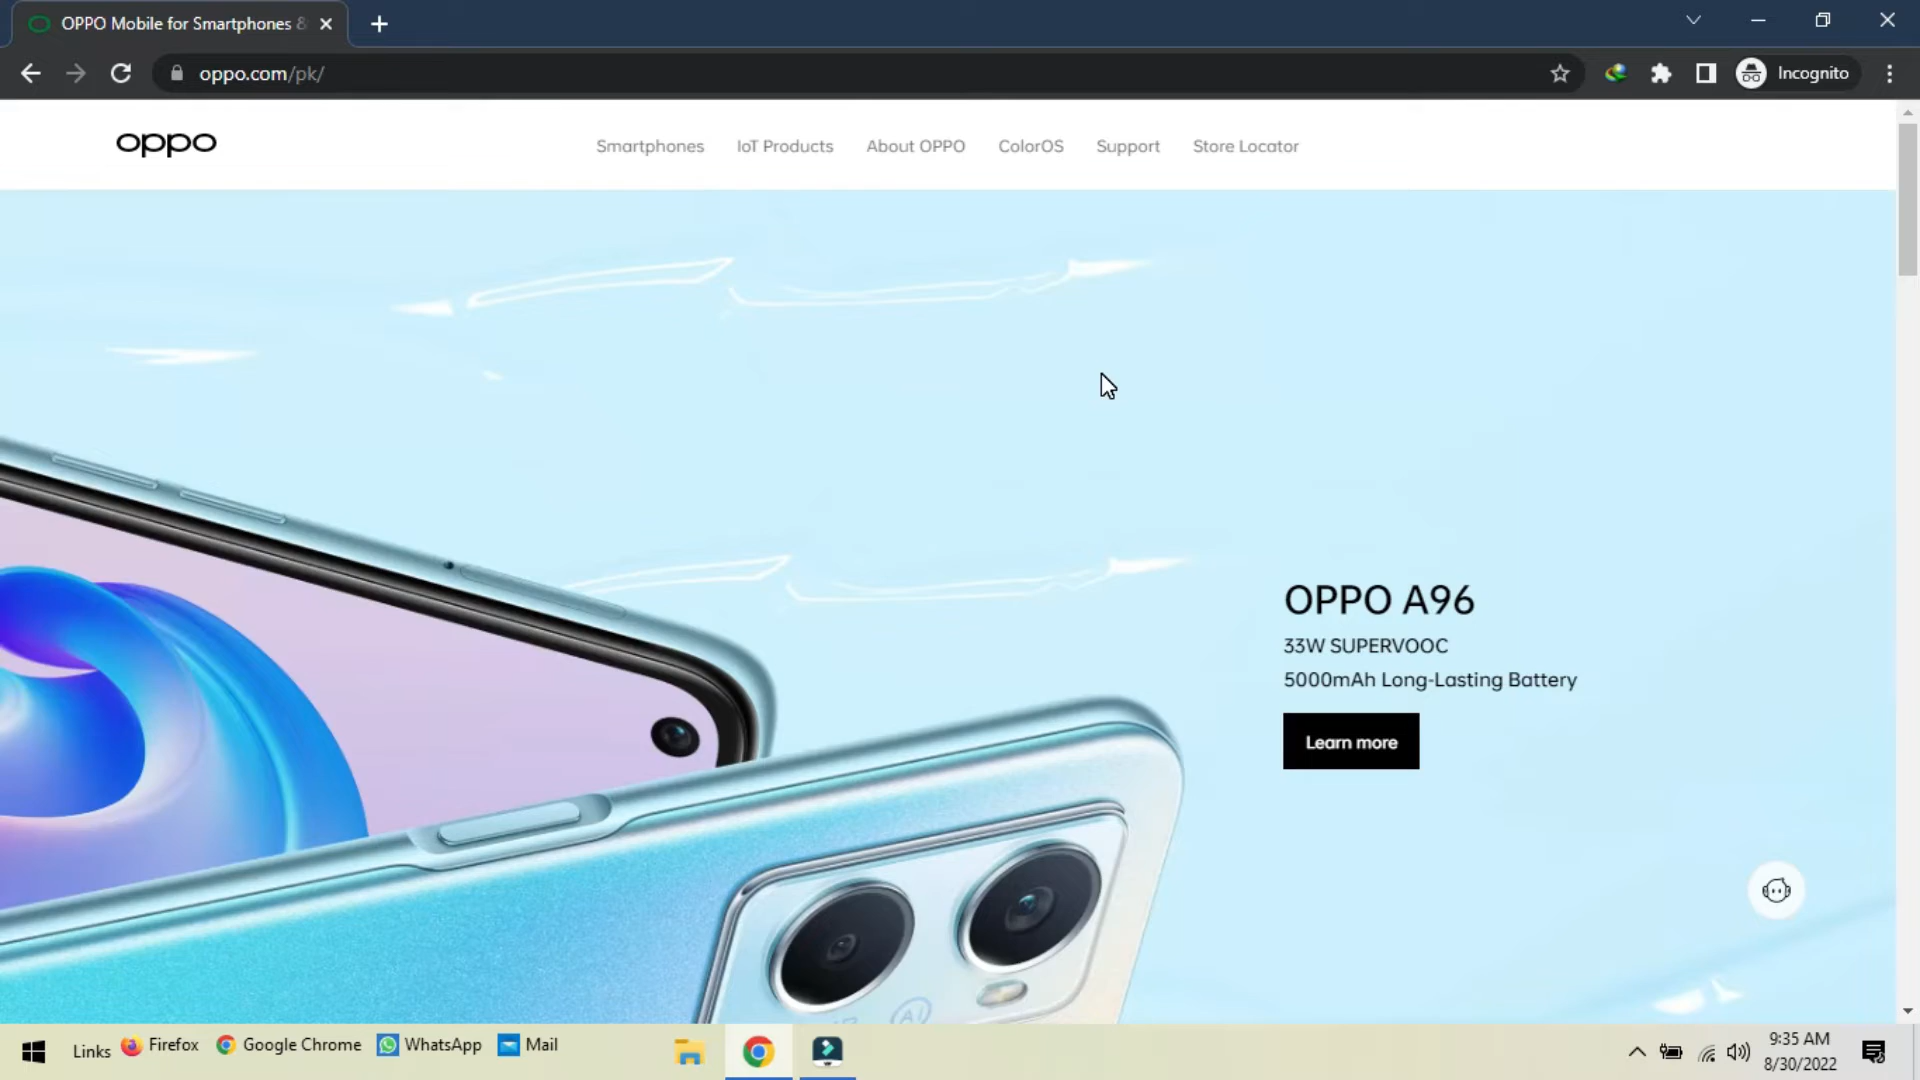 OPPO Mobile for Smartphones &
oppo.com/pk/
Incognito
oppo
Smartphones
IoT Products
About OPPO
ColorOS
Support
Store Locator
OPPO A96
33W SUPERVOOC
5000mAh Long-Lasting Battery
Learn more
AI
Links
Firefox
Google Chrome
WhatsApp
Mail
9:35 AM
8/30/2022